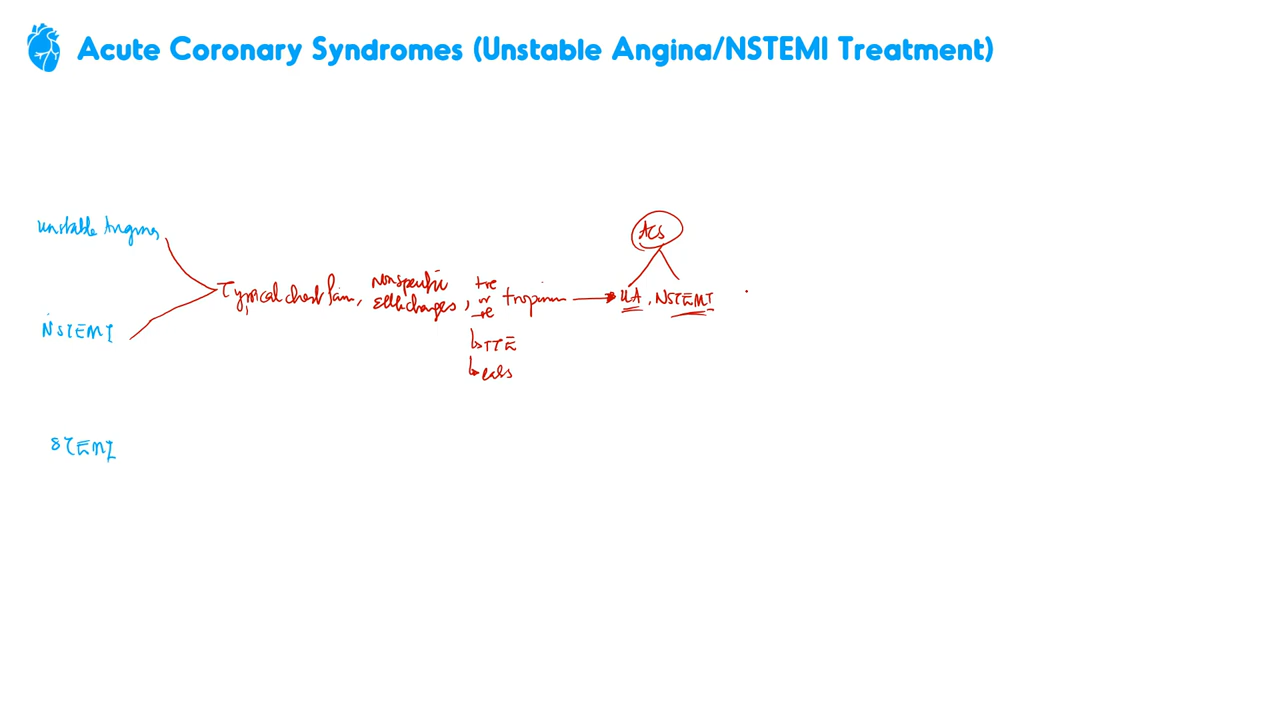 Acute Coronary Syndromes (Unstable Angina/NSTEMI Treatment)
Unstable Angina
ACS
Typical chest Pain, nonspecific changes, +ve or -ve troponin → UA, NSTEMI
NSTEMI
↳ TTE
STEMI